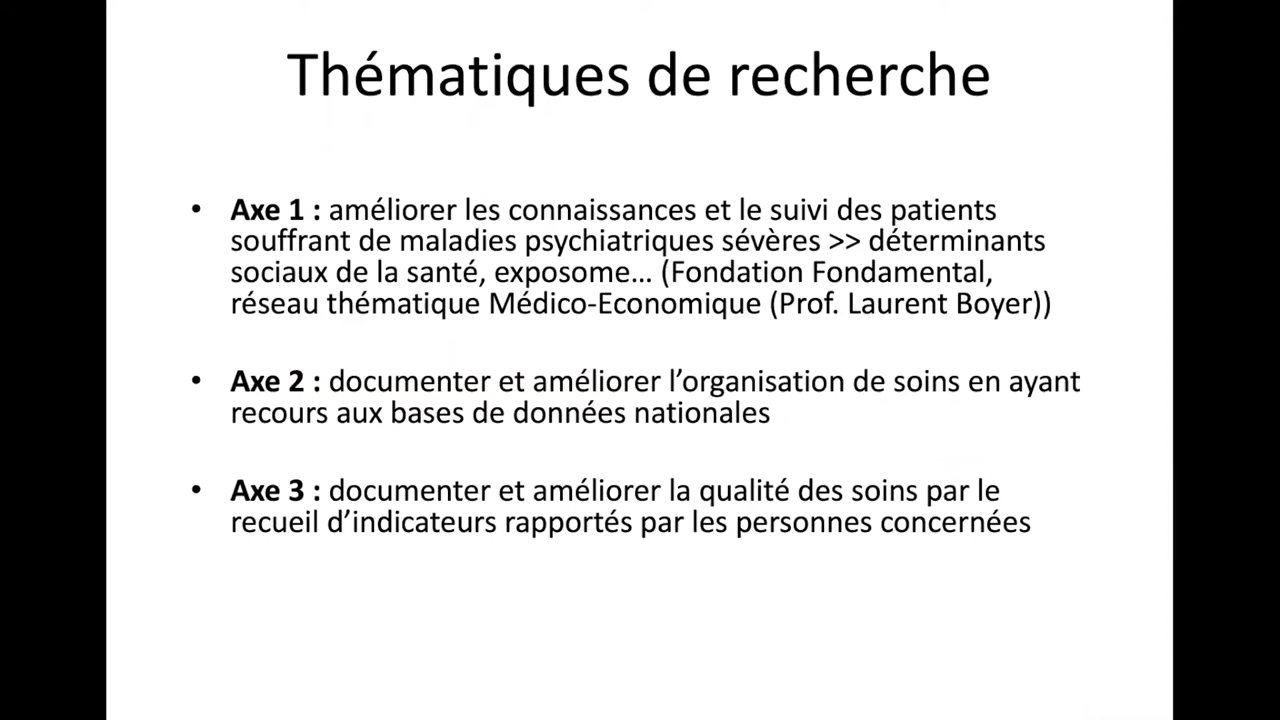 Thématiques de recherche
• Axe 1 : améliorer les connaissances et le suivi des patients
souffrant de maladies psychiatriques sévères >> déterminants
sociaux de la santé, exposome… (Fondation Fondamental,
réseau thématique Médico-Economique (Prof. Laurent Boyer))
• Axe 2 : documenter et améliorer l’organisation de soins en ayant
recours aux bases de données nationales
• Axe 3 : documenter et améliorer la qualité des soins par le
recueil d’indicateurs rapportés par les personnes concernées